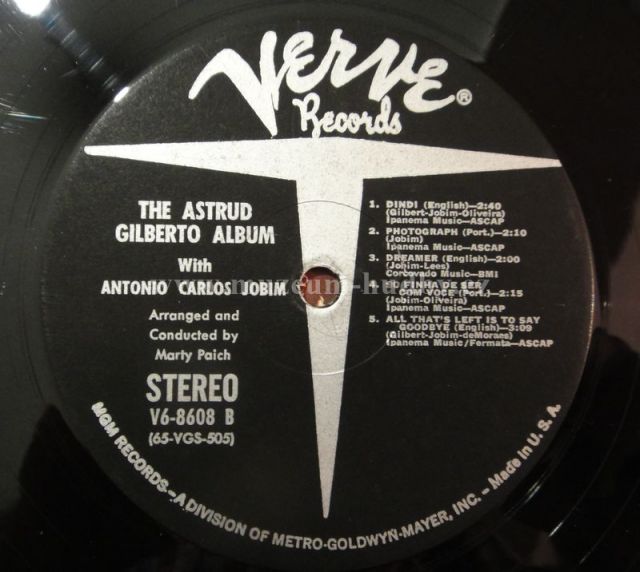 Verve®
Records
THE ASTRUD
GILBERTO ALBUM
With
ANTONIO CARLOS JOBIM
Arranged and
Conducted by
Marty Paich
STEREO
V6-8608 B
(65-VGS-505)
1. DINDI (English)—2:40
(Gilbert-Jobim-Oliveira)
Ipanema Music—ASCAP
2. PHOTOGRAPH (Port.)—2:10
(Jobim)
Ipanema Music—ASCAP
3. DREAMER (English)—2:00
(Jobim-Lees)
Corcovado Music—BMI
4. FINHA DE SER
COM VOCE (Port.)—2:15
(Jobim-Oliveira)
Ipanema Music—ASCAP
5. ALL THAT'S LEFT IS TO SAY
GOODBYE (English)—3:09
(Gilbert-Jobim-deMoraes)
Ipanema Music/Fermata—ASCAP
MGM RECORDS—A DIVISION OF METRO-GOLDWYN-MAYER, INC. – Made in U. S. A.